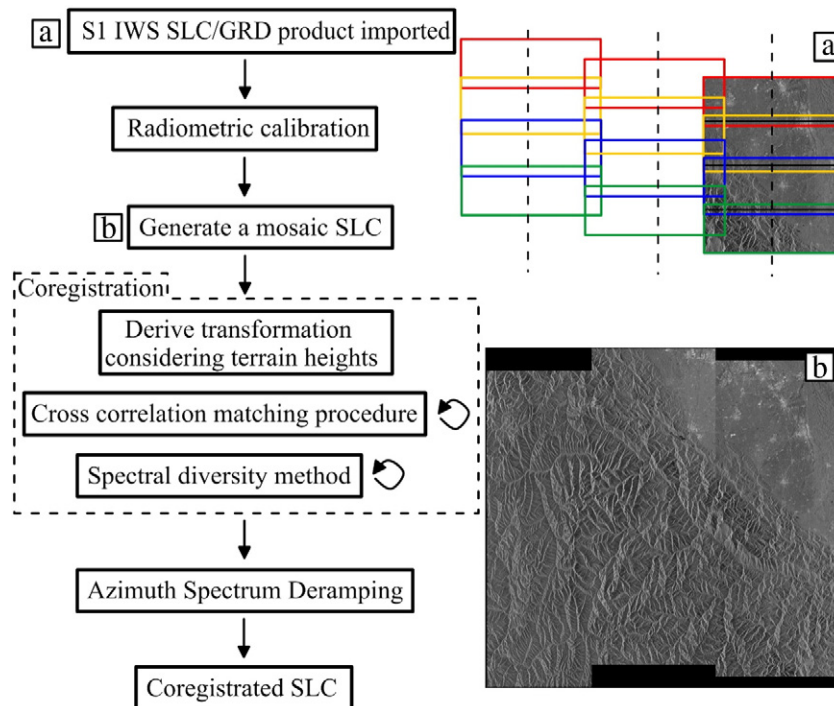 a
S1 IWS SLC/GRD product imported
Radiometric calibration
b
Generate a mosaic SLC
Coregistration
Derive transformation
considering terrain heights
Cross correlation matching procedure
Spectral diversity method
Azimuth Spectrum Deramping
Coregistrated SLC
a
b